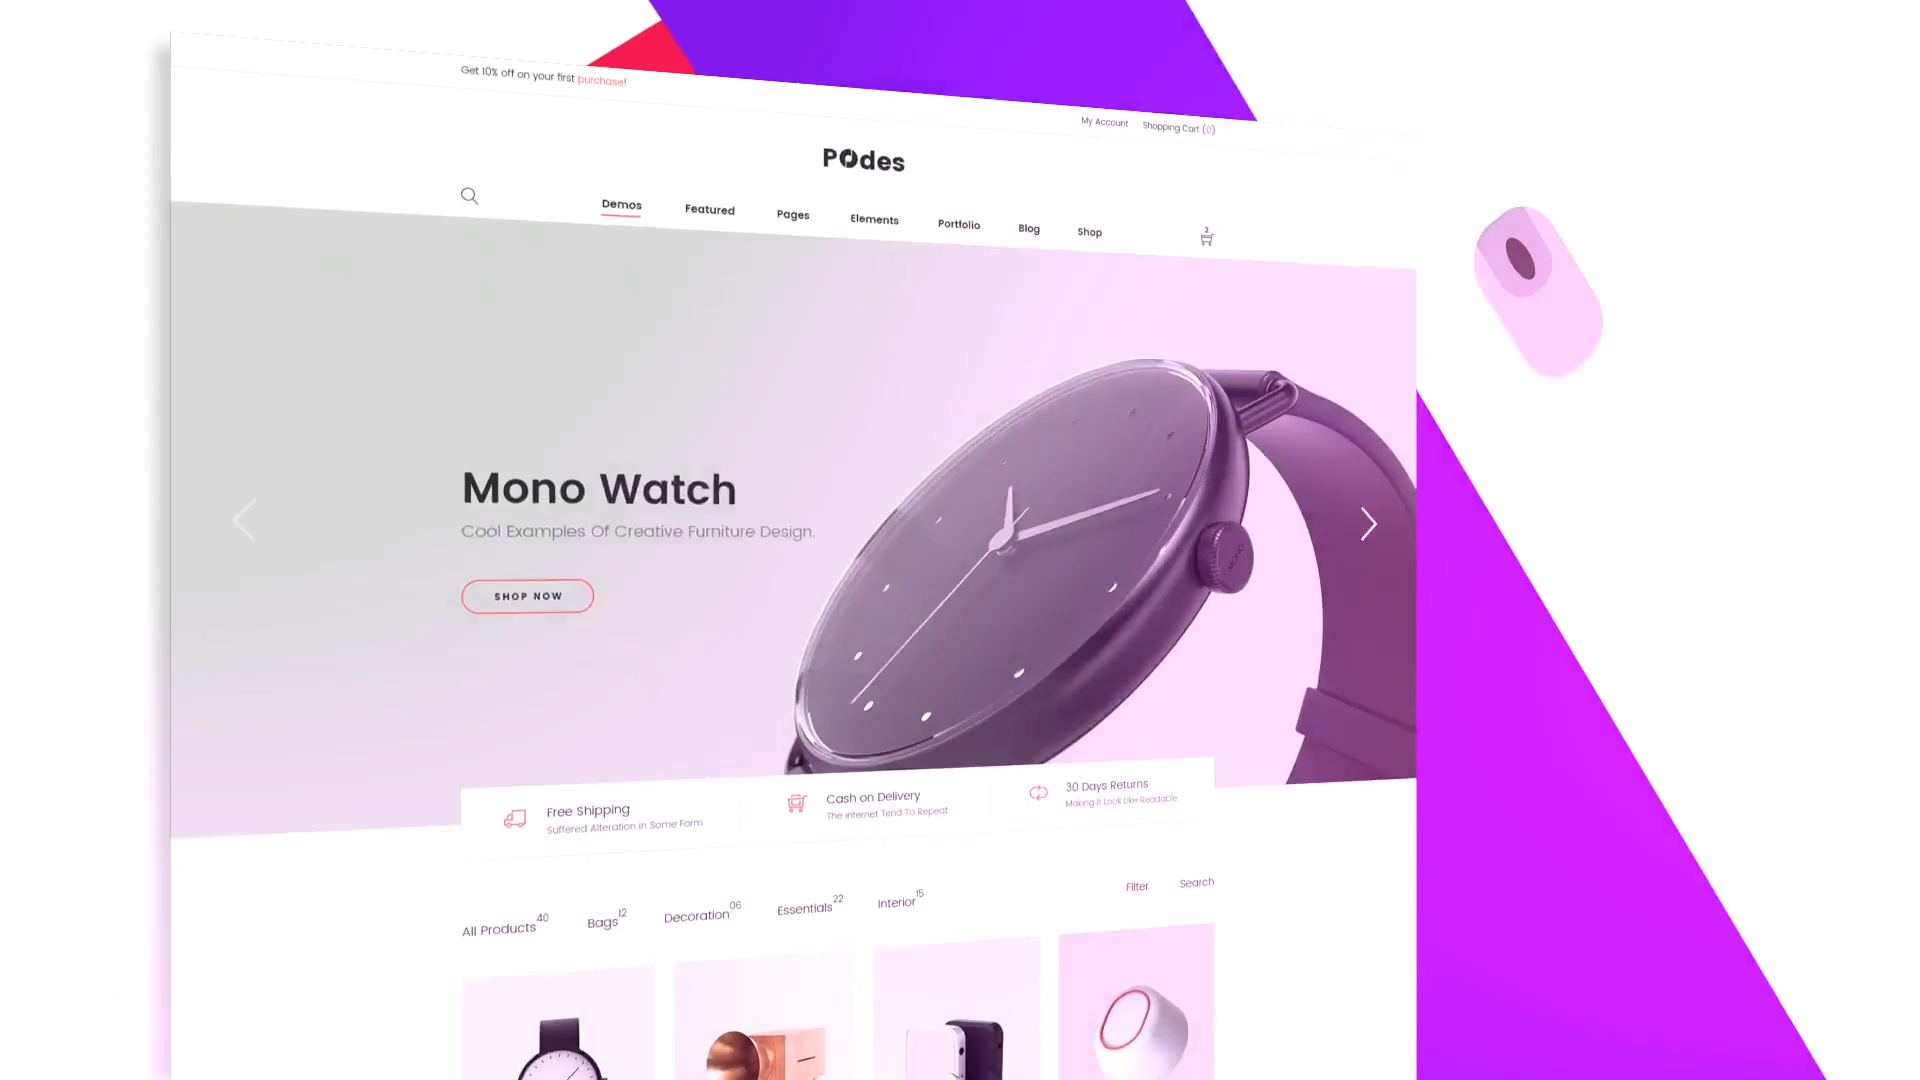 Get 10% off on your first purchase!
My Account Shopping Cart (0)
POdes
Demos Featured Pages Elements Portfolio Blog Shop
2
Mono Watch
Cool Examples Of Creative Furniture Design.
SHOP NOW
MONO
Free Shipping
Suffered Alteration in Some Form
Cash on Delivery
The Internet Tend To Repeat
30 Days Returns
Making it Look Like Readable
All Products 40 Bags 12 Decoration 06 Essentials 22 Interior 15
Filter Search